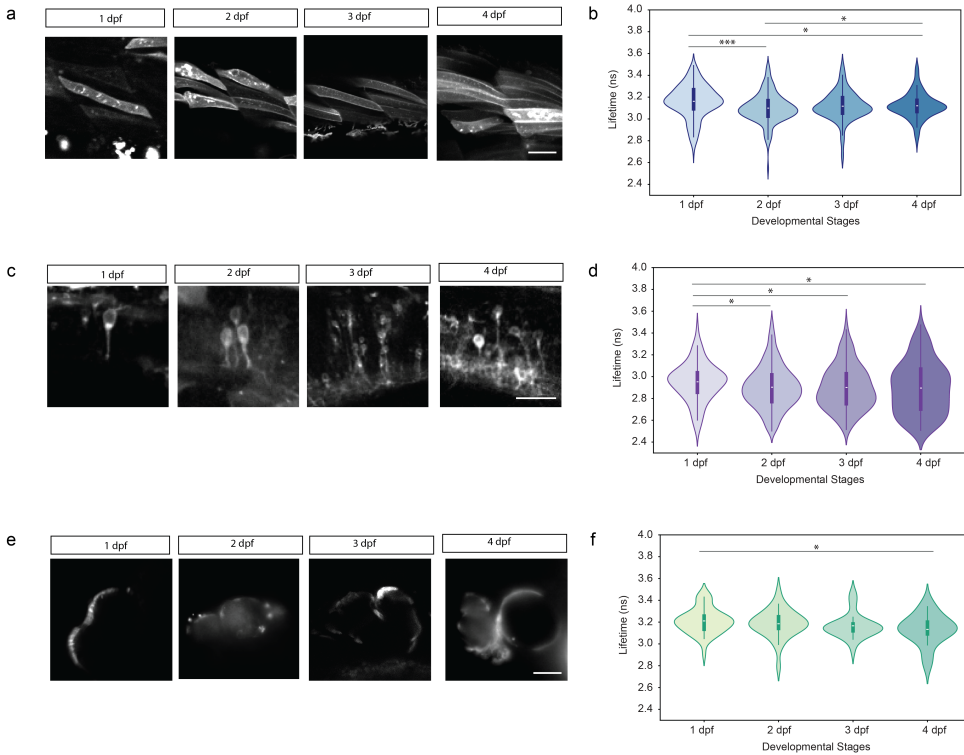 a
1 dpf
2 dpf
3 dpf
4 dpf
b
Lifetime (ns)
4.0
3.8
3.6
3.4
3.2
3.0
2.8
2.6
2.4
*
*
***
1 dpf
2 dpf
3 dpf
4 dpf
Developmental Stages
c
1 dpf
2 dpf
3 dpf
4 dpf
d
Lifetime (ns)
4.0
3.8
3.6
3.4
3.2
3.0
2.8
2.6
2.4
*
*
*
1 dpf
2 dpf
3 dpf
4 dpf
Developmental Stages
e
1 dpf
2 dpf
3 dpf
4 dpf
f
Lifetime (ns)
4.0
3.8
3.6
3.4
3.2
3.0
2.8
2.6
2.4
*
1 dpf
2 dpf
3 dpf
4 dpf
Developmental Stages